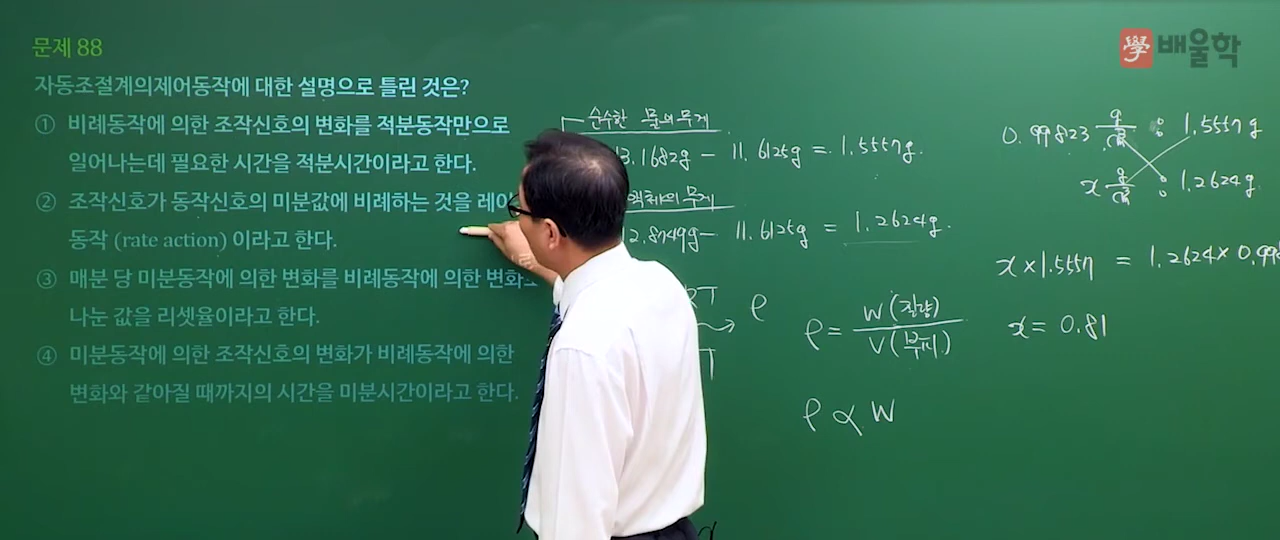 문제 88
자동조절계의제어동작에 대한 설명으로 틀린 것은?
① 비례동작에 의한 조작신호의 변화를 적분동작만으로
일어나는데 필요한 시간을 적분시간이라고 한다.
② 조작신호가 동작신호의 미분값에 비례하는 것을 레이
동작 (rate action) 이라고 한다.
③ 매분 당 미분동작에 의한 변화를 비례동작에 의한 변화
나눈 값을 리셋율이라고 한다.
④ 미분동작에 의한 조작신호의 변화가 비례동작에 의한
변화와 같아질 때까지의 시간을 미분시간이라고 한다.
순수한 물의 무게
3.1682g - 11.6125g = 1.5557g.
액체의 무게
2.8749g - 11.6125g = 1.2624g.
ρ
ρ = W(질량) / V(부피)
ρ ∝ W
學 배울학
0.99823 g/㎤ : 1.5557g
x g/㎤ : 1.2624g
x × 1.5557 = 1.2624 × 0.998
x = 0.81